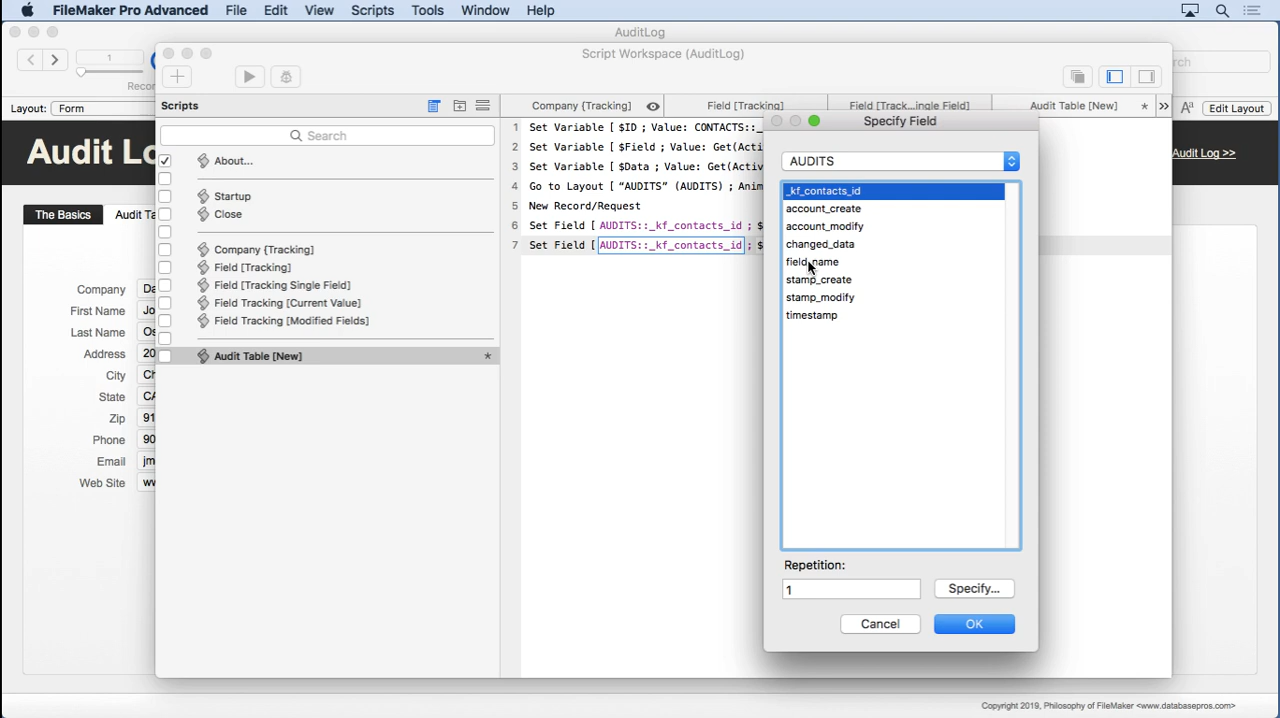 FileMaker Pro Advanced File Edit View Scripts Tools Window Help
AuditLog
Script Workspace (AuditLog)
1
Layout: Form
Edit Layout
Scripts
Search
Company {Tracking]
Field [Tracking]
Field [Track...ingle Field]
Audit Table [New] *
>>
Audit Log >>
The Basics
Company
First Name
Last Name
Address
City
State
Zip
Phone
Email
Web Site
About...
Startup
Close
Company {Tracking]
Field [Tracking]
Field [Tracking Single Field]
Field Tracking [Current Value]
Field Tracking [Modified Fields]
Audit Table [New] *
1 Set Variable [ $ID ; Value: CONTACTS::_
2 Set Variable [ $Field ; Value: Get(Activ
3 Set Variable [ $Data ; Value: Get(Activ
4 Go to Layout [ “AUDITS” (AUDITS) ; Anim
5 New Record/Request
6 Set Field [ AUDITS::_kf_contacts_id ; $
7 Set Field [ AUDITS::_kf_contacts_id ; $
Specify Field
AUDITS
_kf_contacts_id
account_create
account_modify
changed_data
field_name
stamp_create
stamp_modify
timestamp
Repetition:
1
Specify...
Cancel
OK
Copyright 2019, Philosophy of FileMaker <www.databasepros.com>